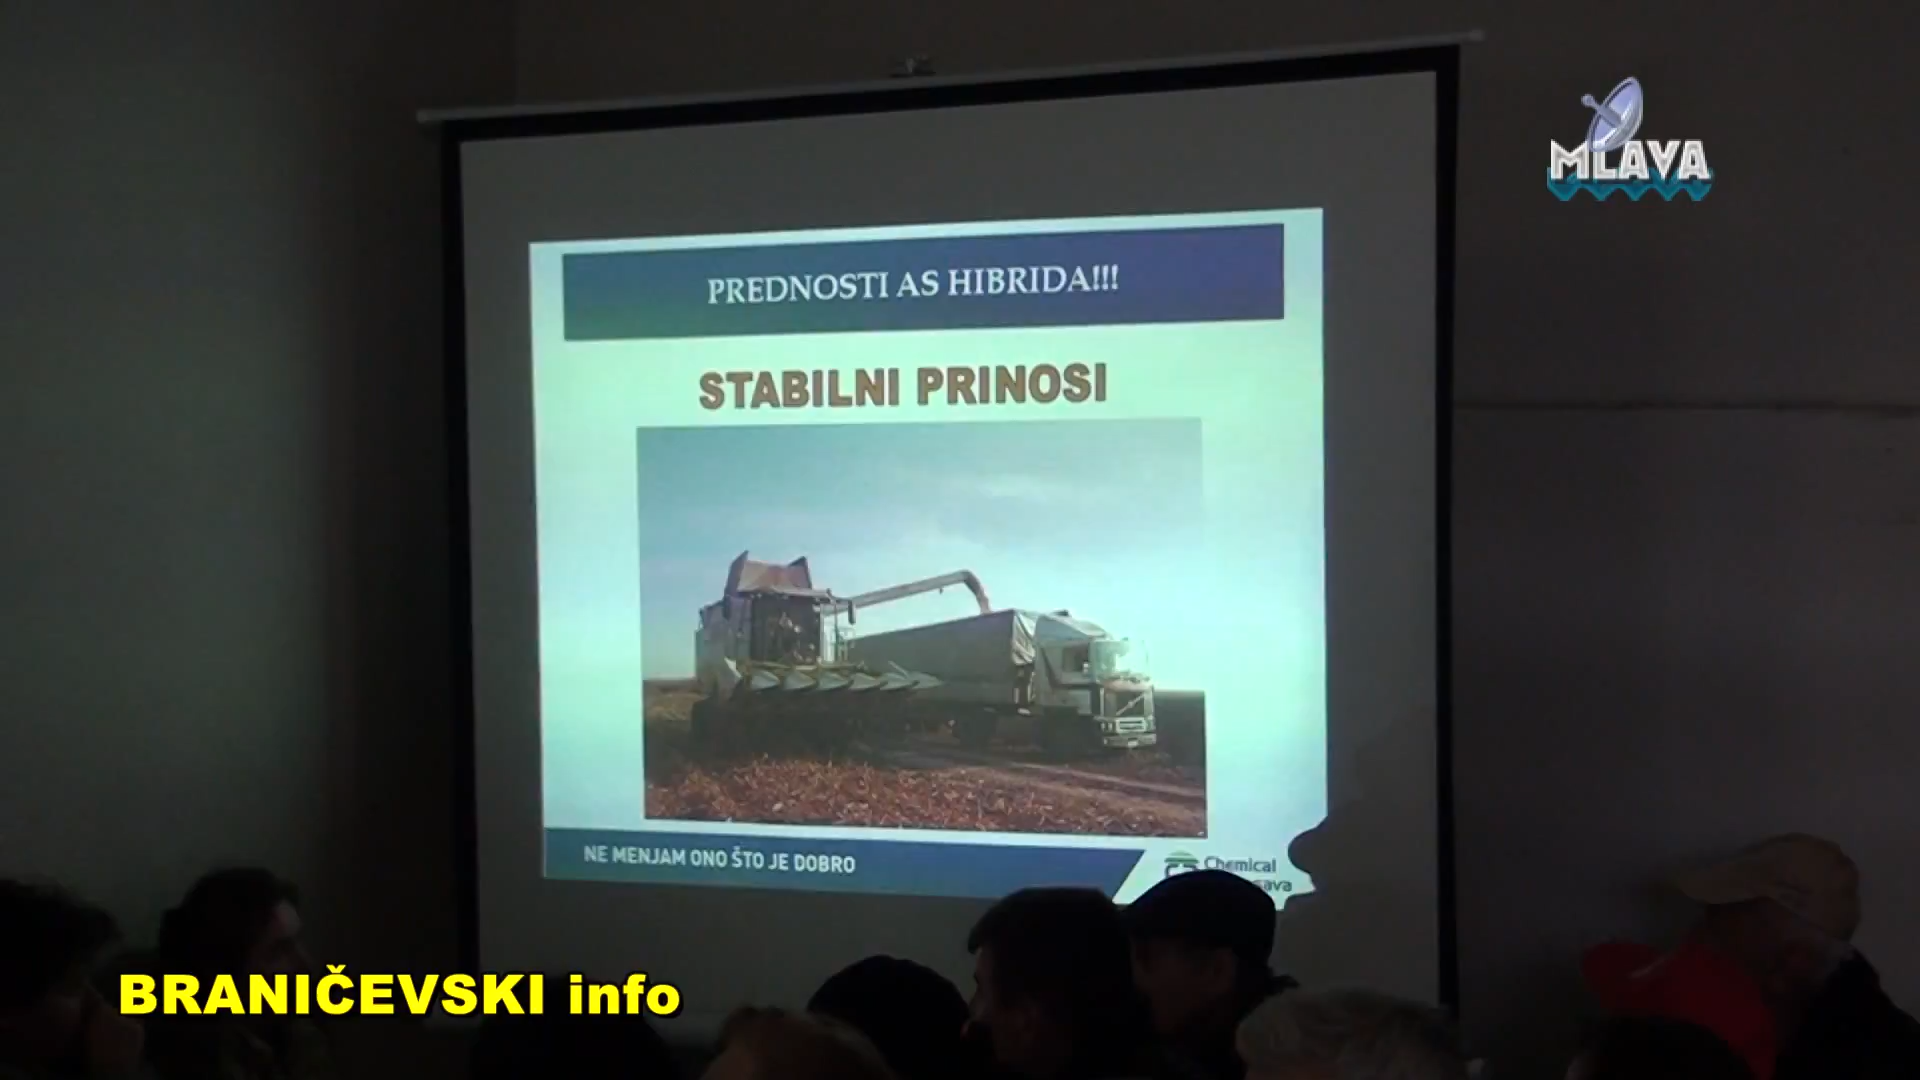 MLAVA
PREDNOSTI AS HIBRIDA!!!
STABILNI PRINOSI
NE MENJAM ONO ŠTO JE DOBRO
Chemical
BRANIČEVSKI info